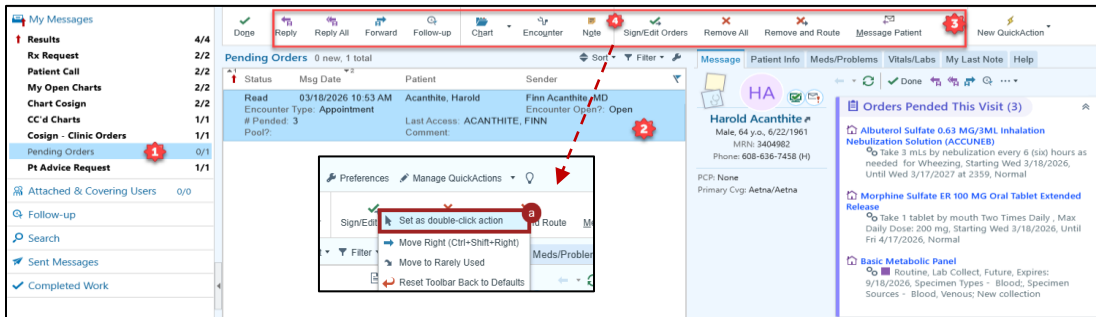 My Messages
Results 4/4
Rx Request 2/2
Patient Call 2/2
My Open Charts 2/2
Chart Cosign 2/2
CC'd Charts 1/1
Cosign - Clinic Orders 1/1
Pending Orders 0/1
1
Pt Advice Request 1/1
Attached & Covering Users 0/0
Follow-up
Search
Sent Messages
Completed Work
Done Reply Reply All Forward Follow-up Chart Encounter Note Sign/Edit Orders Remove All Remove and Route Message Patient New QuickAction
4
3
Pending Orders 0 new, 1 total Sort Filter
Status Msg Date Patient Sender
Read 03/18/2026 10:53 AM Acanthite, Harold Finn Acanthite, MD
Encounter Type: Appointment Encounter Open?: Open
# Pended: 3 Last Access: ACANTHITE, FINN
Pool?: Comment:
2
Preferences Manage QuickActions
Sign/Edit d Route M
Set as double-click action
a
Move Right (Ctrl+Shift+Right)
Filter Meds/Problem
Move to Rarely Used
Reset Toolbar Back to Defaults
Message Patient Info Meds/Problems Vitals/Labs My Last Note Help
Done
HA
Harold Acanthite
Male, 64 y.o., 6/22/1961
MRN: 3404982
Phone: 608-636-7458 (H)
PCP: None
Primary Cvg: Aetna/Aetna
Orders Pended This Visit (3)
Albuterol Sulfate 0.63 MG/3ML Inhalation
Nebulization Solution (ACCUNEB)
Take 3 mLs by nebulization every 6 (six) hours as
needed for Wheezing, Starting Wed 3/18/2026,
Until Wed 3/17/2027 at 2359, Normal
Morphine Sulfate ER 100 MG Oral Tablet Extended
Release
Take 1 tablet by mouth Two Times Daily , Max
Daily Dose: 200 mg, Starting Wed 3/18/2026, Until
Fri 4/17/2026, Normal
Basic Metabolic Panel
Routine, Lab Collect, Future, Expires:
9/18/2026, Specimen Types - Blood;, Specimen
Sources - Blood, Venous; New collection